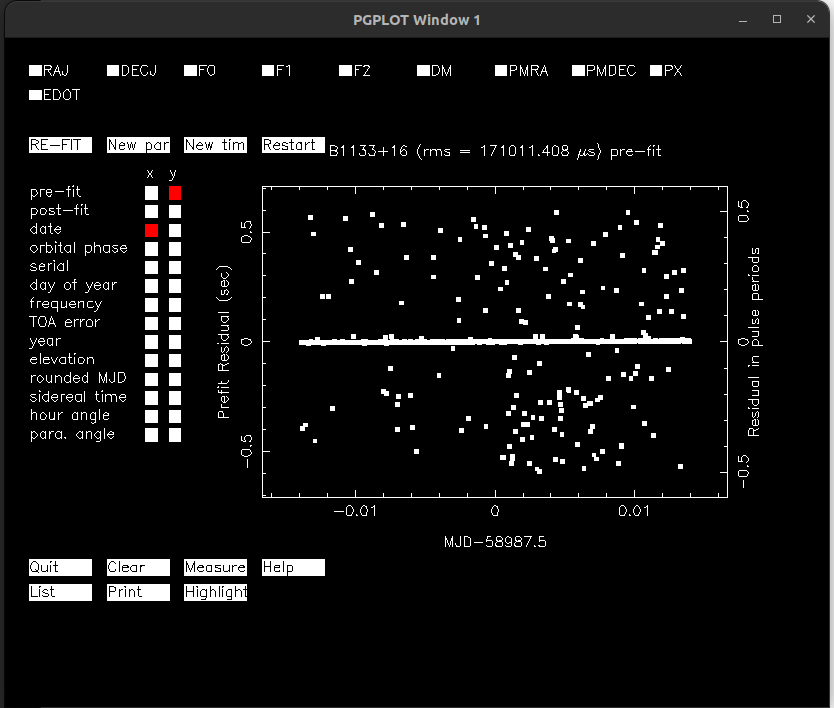 PGPLOT Window 1
RAJ DECJ F0 F1 F2 DM PMRA PMDEC PX
EDOT
RE-FIT New par New tim Restart
B1133+16 (rms = 171011.408 μs) pre-fit
x y
pre-fit
post-fit
date
orbital phase
serial
day of year
frequency
TOA error
year
elevation
rounded MJD
sidereal time
hour angle
para. angle
Prefit Residual (sec)
0.5
0
-0.5
Residual in pulse periods
0.5
0
-0.5
-0.01 0 0.01
MJD-58987.5
Quit Clear Measure Help
List Print Highlight